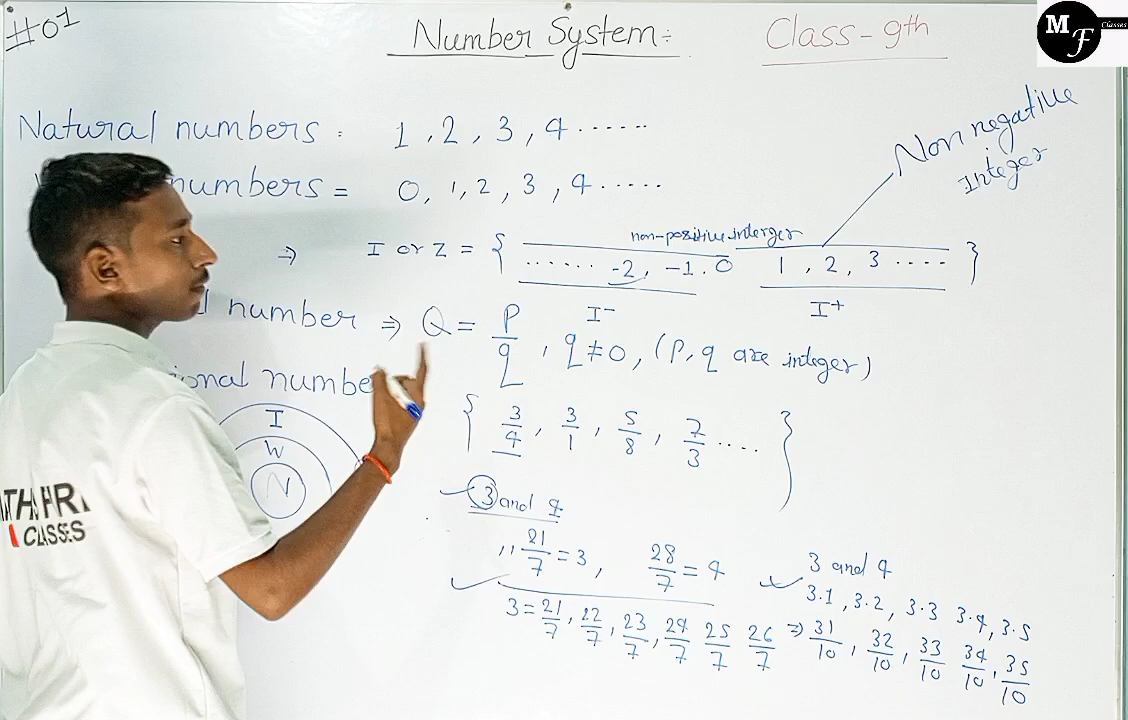 #01
Number System:
Class-9th
M
F
Classes
Natural numbers : 1, 2, 3, 4......
numbers = 0, 1, 2, 3, 4.....
Non negative
Integer
non-positive interger
⇒ I or Z = { ...... -2, -1.0 1, 2, 3 .... }
I⁻ I⁺
number ⇒ Q = P/q, q≠0, (P, q are integer)
ional numbe
{ 3/4, 3/1, 5/8, 7/3 .... }
I
W
N
3 and 4
21/7 = 3, 28/7 = 4
3 and 4
3.1, 3.2, 3.3 3.4, 3.5
3 = 21/7, 22/7, 23/7, 24/7 25/7 26/7
⇒ 31/10, 32/10, 33/10 34/10, 35/10
CLASSES